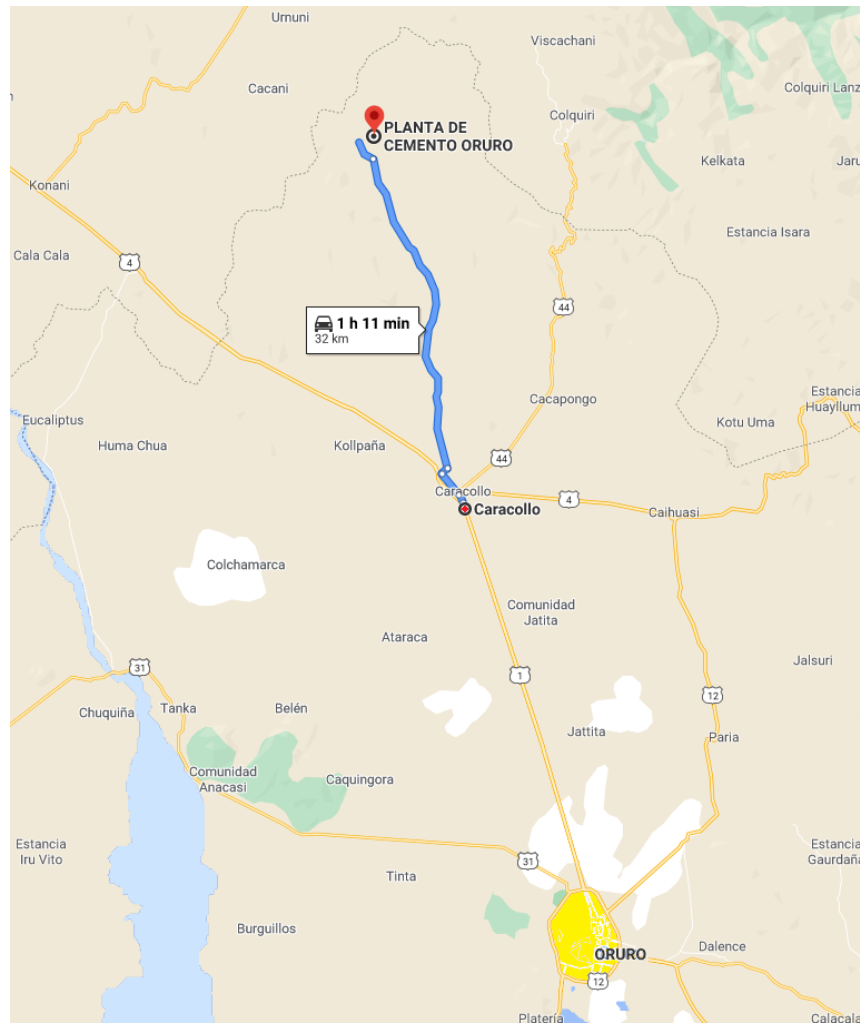 Urnuni
Viscachani
Cacani
Colquiri Lanz
Colquiri
PLANTA DE
CEMENTO ORURO
Kelkata
Jaru
Konani
Estancia Isara
Cala Cala
4
44
1 h 11 min
32 km
Estancia
Huayllum
Cacapongo
Kotu Uma
Eucaliptus
Huma Chua
Kollpaña
44
Caracollo
4
Caracollo
Caihuasi
Colchamarca
Comunidad
Jatita
Ataraca
Jalsuri
31
1
12
Chuquiña
Tanka
Belén
Jattita
Paria
Comunidad
Anacasi
Caquingora
Estancia
Iru Vito
31
Estancia
Gaurdaña
Tinta
Burguillos
Dalence
ORURO
12
Platería
Calacala